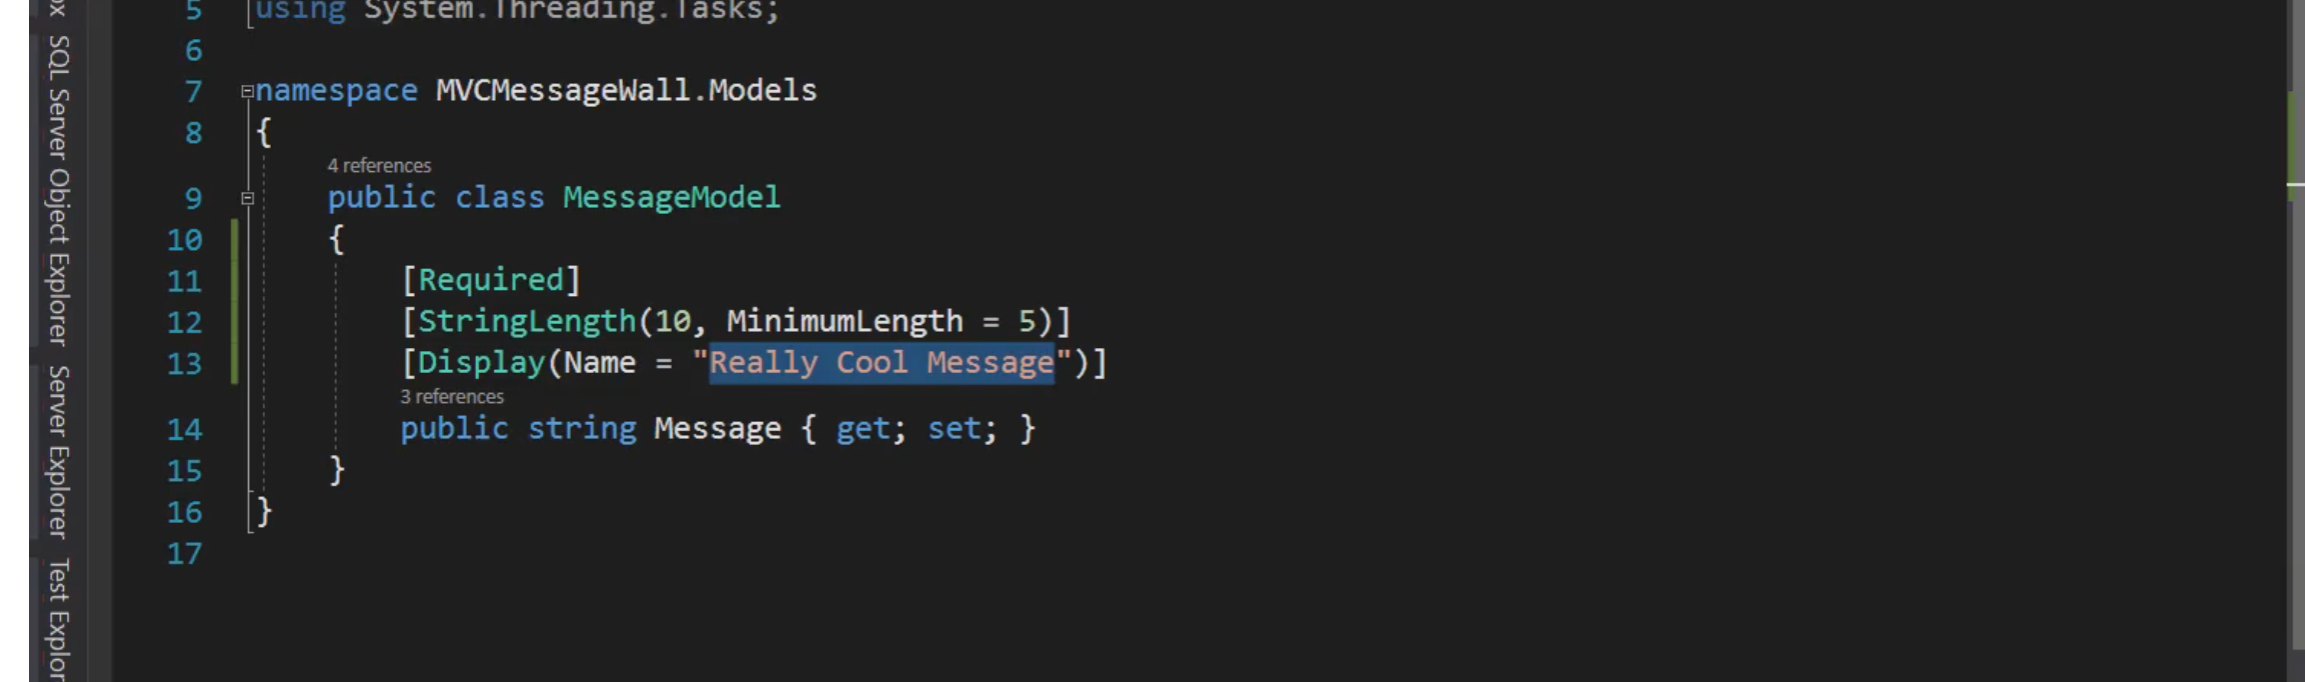 ox
SQL Server Object Explorer
Server Explorer
Test Explor
5 using System.Threading.Tasks;
6
7 namespace MVCMessageWall.Models
8 {
4 references
9 public class MessageModel
10 {
11 [Required]
12 [StringLength(10, MinimumLength = 5)]
13 [Display(Name = "Really Cool Message")]
3 references
14 public string Message { get; set; }
15 }
16 }
17